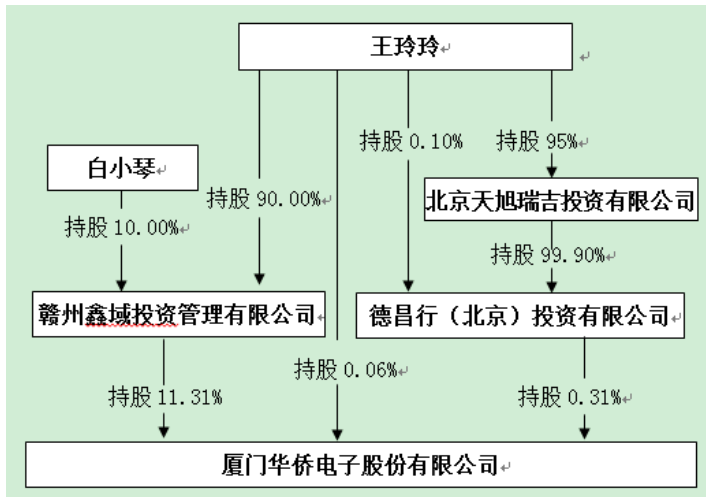 王玲玲
持股 0.10%
持股 95%
白小琴
北京天旭瑞吉投资有限公司
持股 90.00%
持股 10.00%
持股 99.90%
赣州鑫域投资管理有限公司
德昌行（北京）投资有限公司
持股 0.06%
持股 11.31%
持股 0.31%
厦门华侨电子股份有限公司